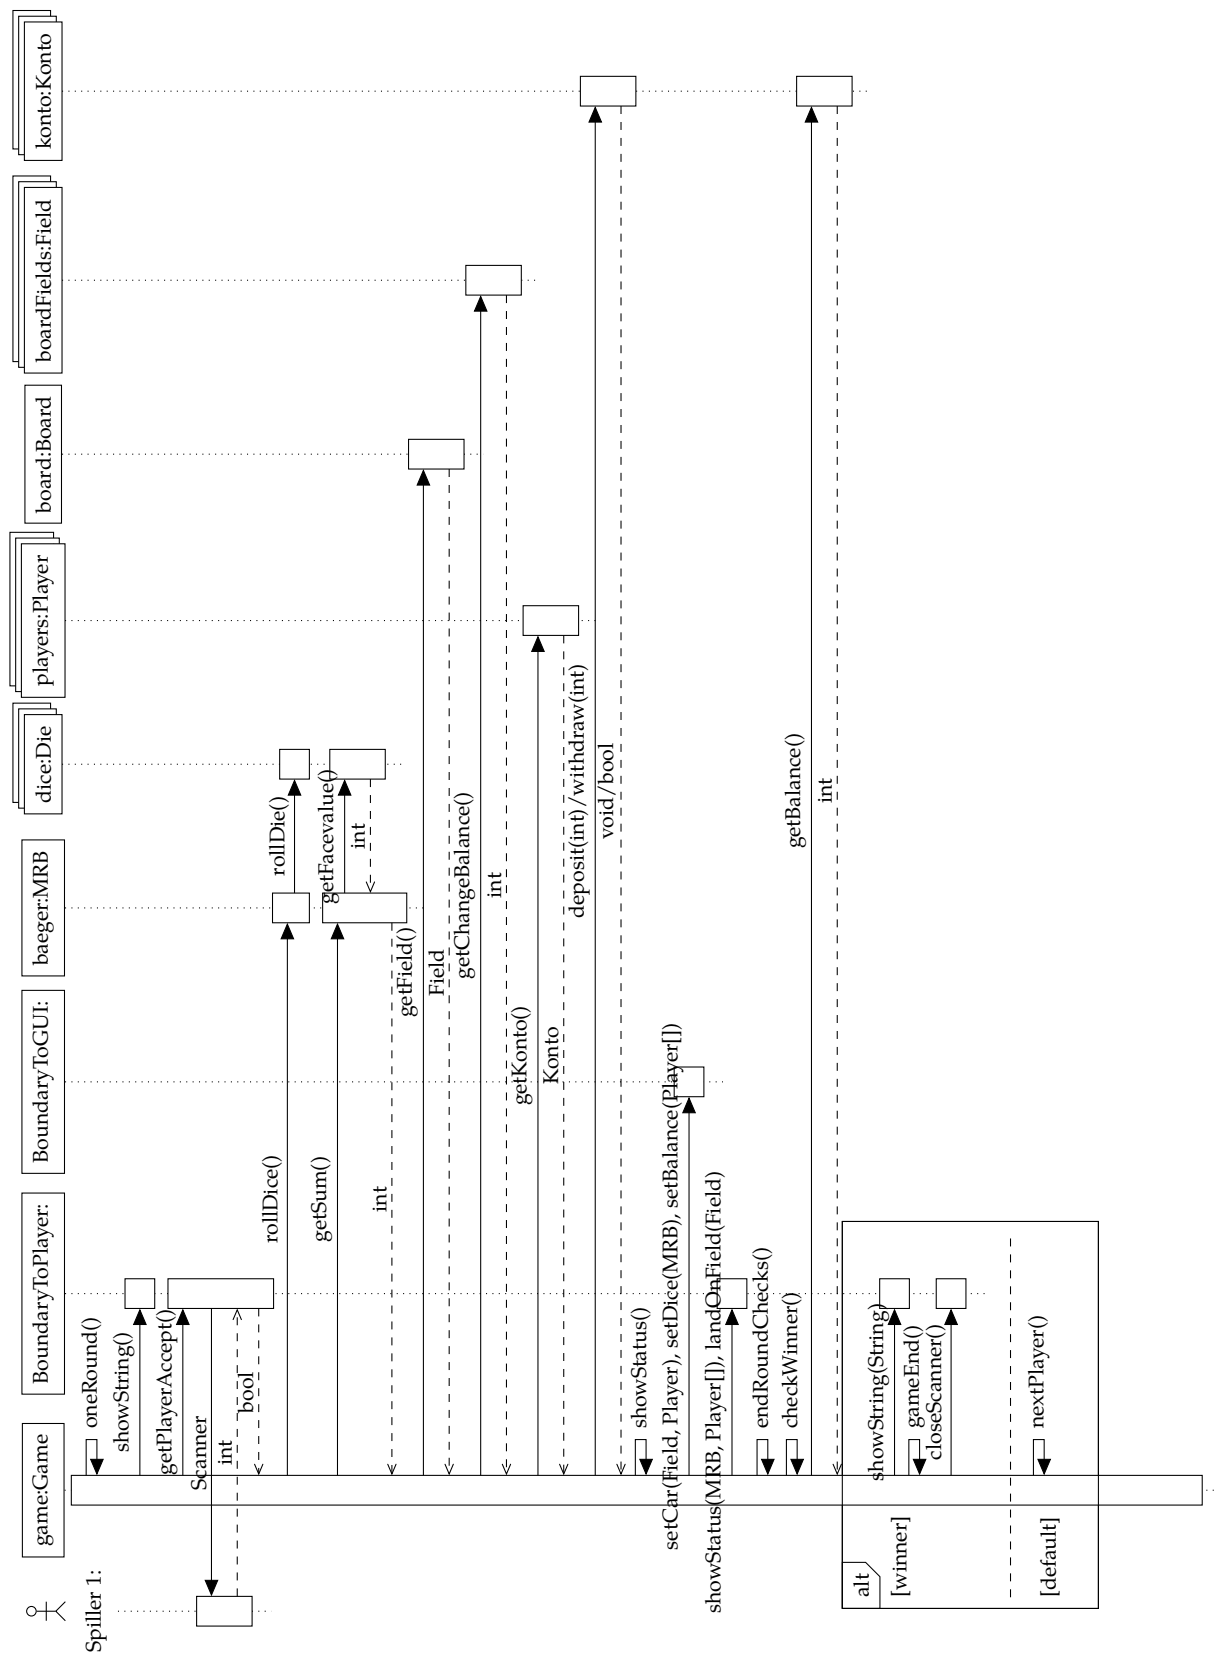 Spiller 1:
game:Game
BoundaryToPlayer:
BoundaryToGUI:
baeger:MRB
dice:Die
players:Player
board:Board
boardFields:Field
konto:Konto
oneRound()
showString()
getPlayerAccept()
Scanner
int
bool
rollDice()
rollDie()
getSum()
getFacevalue()
int
int
getField()
Field
getChangeBalance()
int
getKonto()
Konto
deposit(int)/withdraw(int)
void/bool
showStatus()
setCar(Field, Player), setDice(MRB), setBalance(Player[])
showStatus(MRB, Player[]), landOnField(Field)
endRoundChecks()
checkWinner()
getBalance()
int
alt
[winner]
showString(String)
gameEnd()
closeScanner()
[default]
nextPlayer()